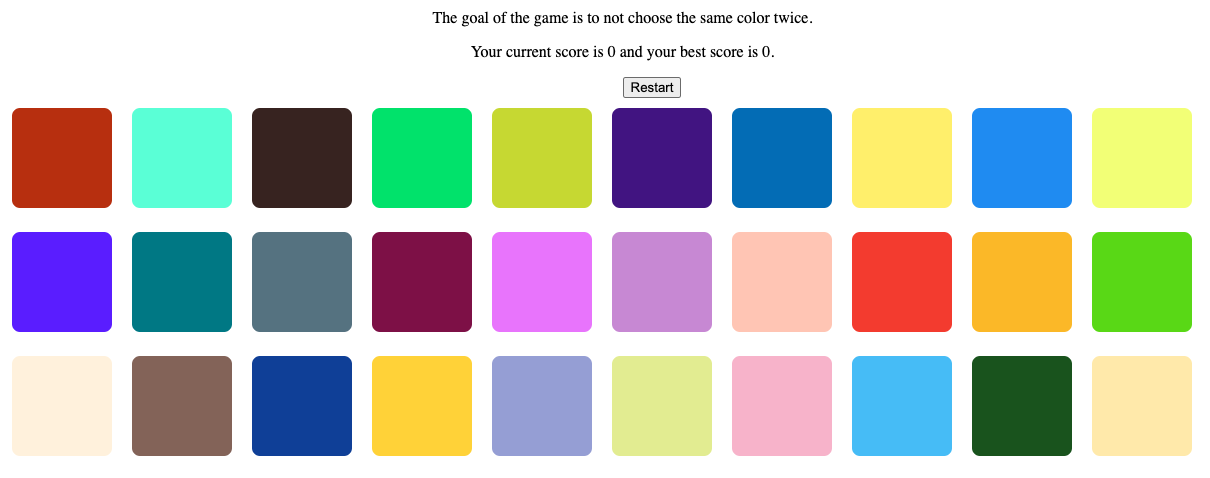 The goal of the game is to not choose the same color twice.
Your current score is 0 and your best score is 0.
Restart